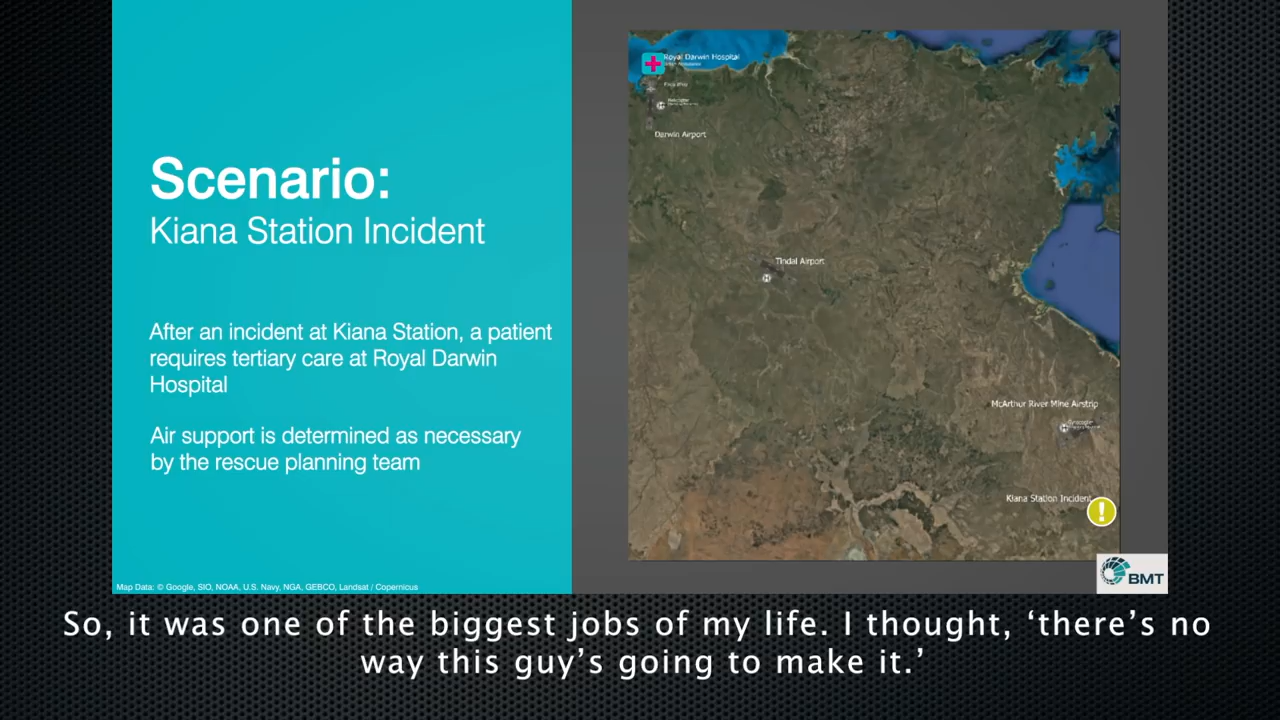 Scenario:
Kiana Station Incident
After an incident at Kiana Station, a patient
requires tertiary care at Royal Darwin
Hospital
Air support is determined as necessary
by the rescue planning team
Map Data: © Google, SIO, NOAA, U.S. Navy, NGA, GEBCO, Landsat / Copernicus
Royal Darwin Hospital
Darwin Airport
Tindal Airport
McArthur River Mine Airstrip
Kiana Station Incident
BMT
So, it was one of the biggest jobs of my life. I thought, ‘there’s no
way this guy’s going to make it.’